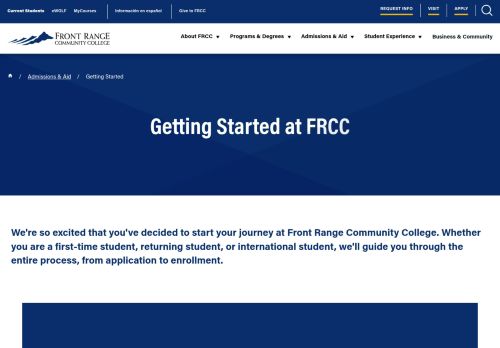 Current Students eWOLF MyCourses Información en español Give to FRCC REQUEST INFO VISIT APPLY
FRONT RANGE
COMMUNITY COLLEGE
About FRCC Programs & Degrees Admissions & Aid Student Experience Business & Community
/ Admissions & Aid / Getting Started
Getting Started at FRCC
We're so excited that you've decided to start your journey at Front Range Community College. Whether
you are a first-time student, returning student, or international student, we'll guide you through the
entire process, from application to enrollment.